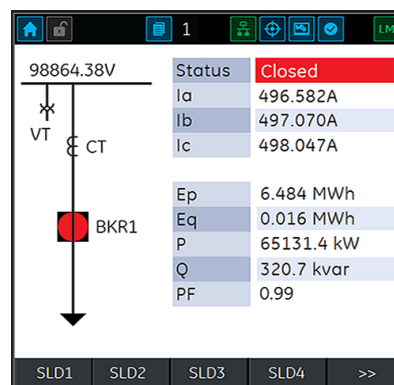 1
LM
98864.38V
VT
CT
BKR1
Status Closed
Ia 496.582A
Ib 497.070A
Ic 498.047A
Ep 6.484 MWh
Eq 0.016 MWh
P 65131.4 kW
Q 320.7 kvar
PF 0.99
SLD1 SLD2 SLD3 SLD4 >>